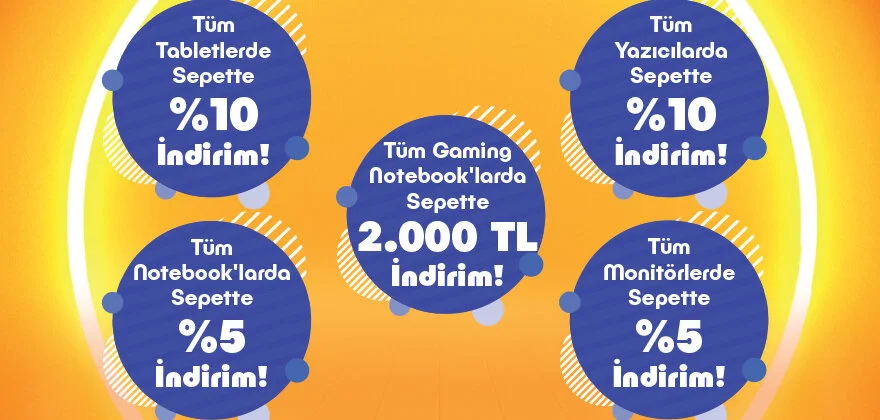 Tüm
Tabletlerde
Sepette
%10
İndirim!
Tüm
Yazıcılarda
Sepette
%10
İndirim!
Tüm Gaming
Notebook'larda
Sepette
2.000 TL
İndirim!
Tüm
Notebook'larda
Sepette
%5
İndirim!
Tüm
Monitörlerde
Sepette
%5
İndirim!